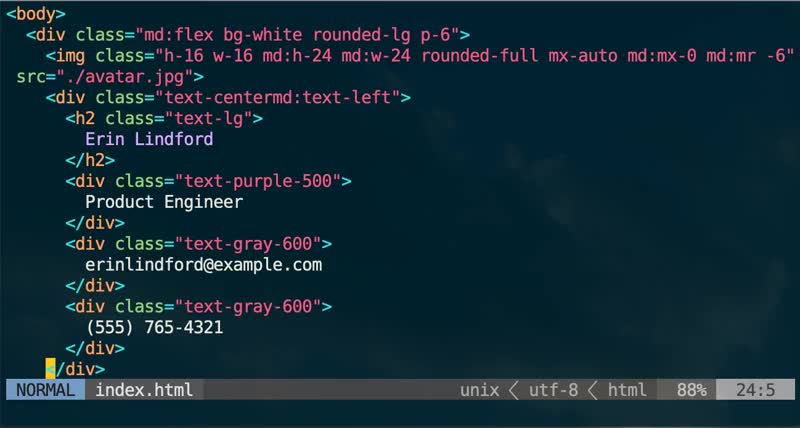 <body>
<div class="md:flex bg-white rounded-lg p-6">
<img class="h-16 w-16 md:h-24 md:w-24 rounded-full mx-auto md:mx-0 md:mr -6"
src="./avatar.jpg">
<div class="text-centermd:text-left">
<h2 class="text-lg">
Erin Lindford
</h2>
<div class="text-purple-500">
Product Engineer
</div>
<div class="text-gray-600">
erinlindford@example.com
</div>
<div class="text-gray-600">
(555) 765-4321
</div>
</div>
NORMAL index.html unix < utf-8 < html 88% 24:5